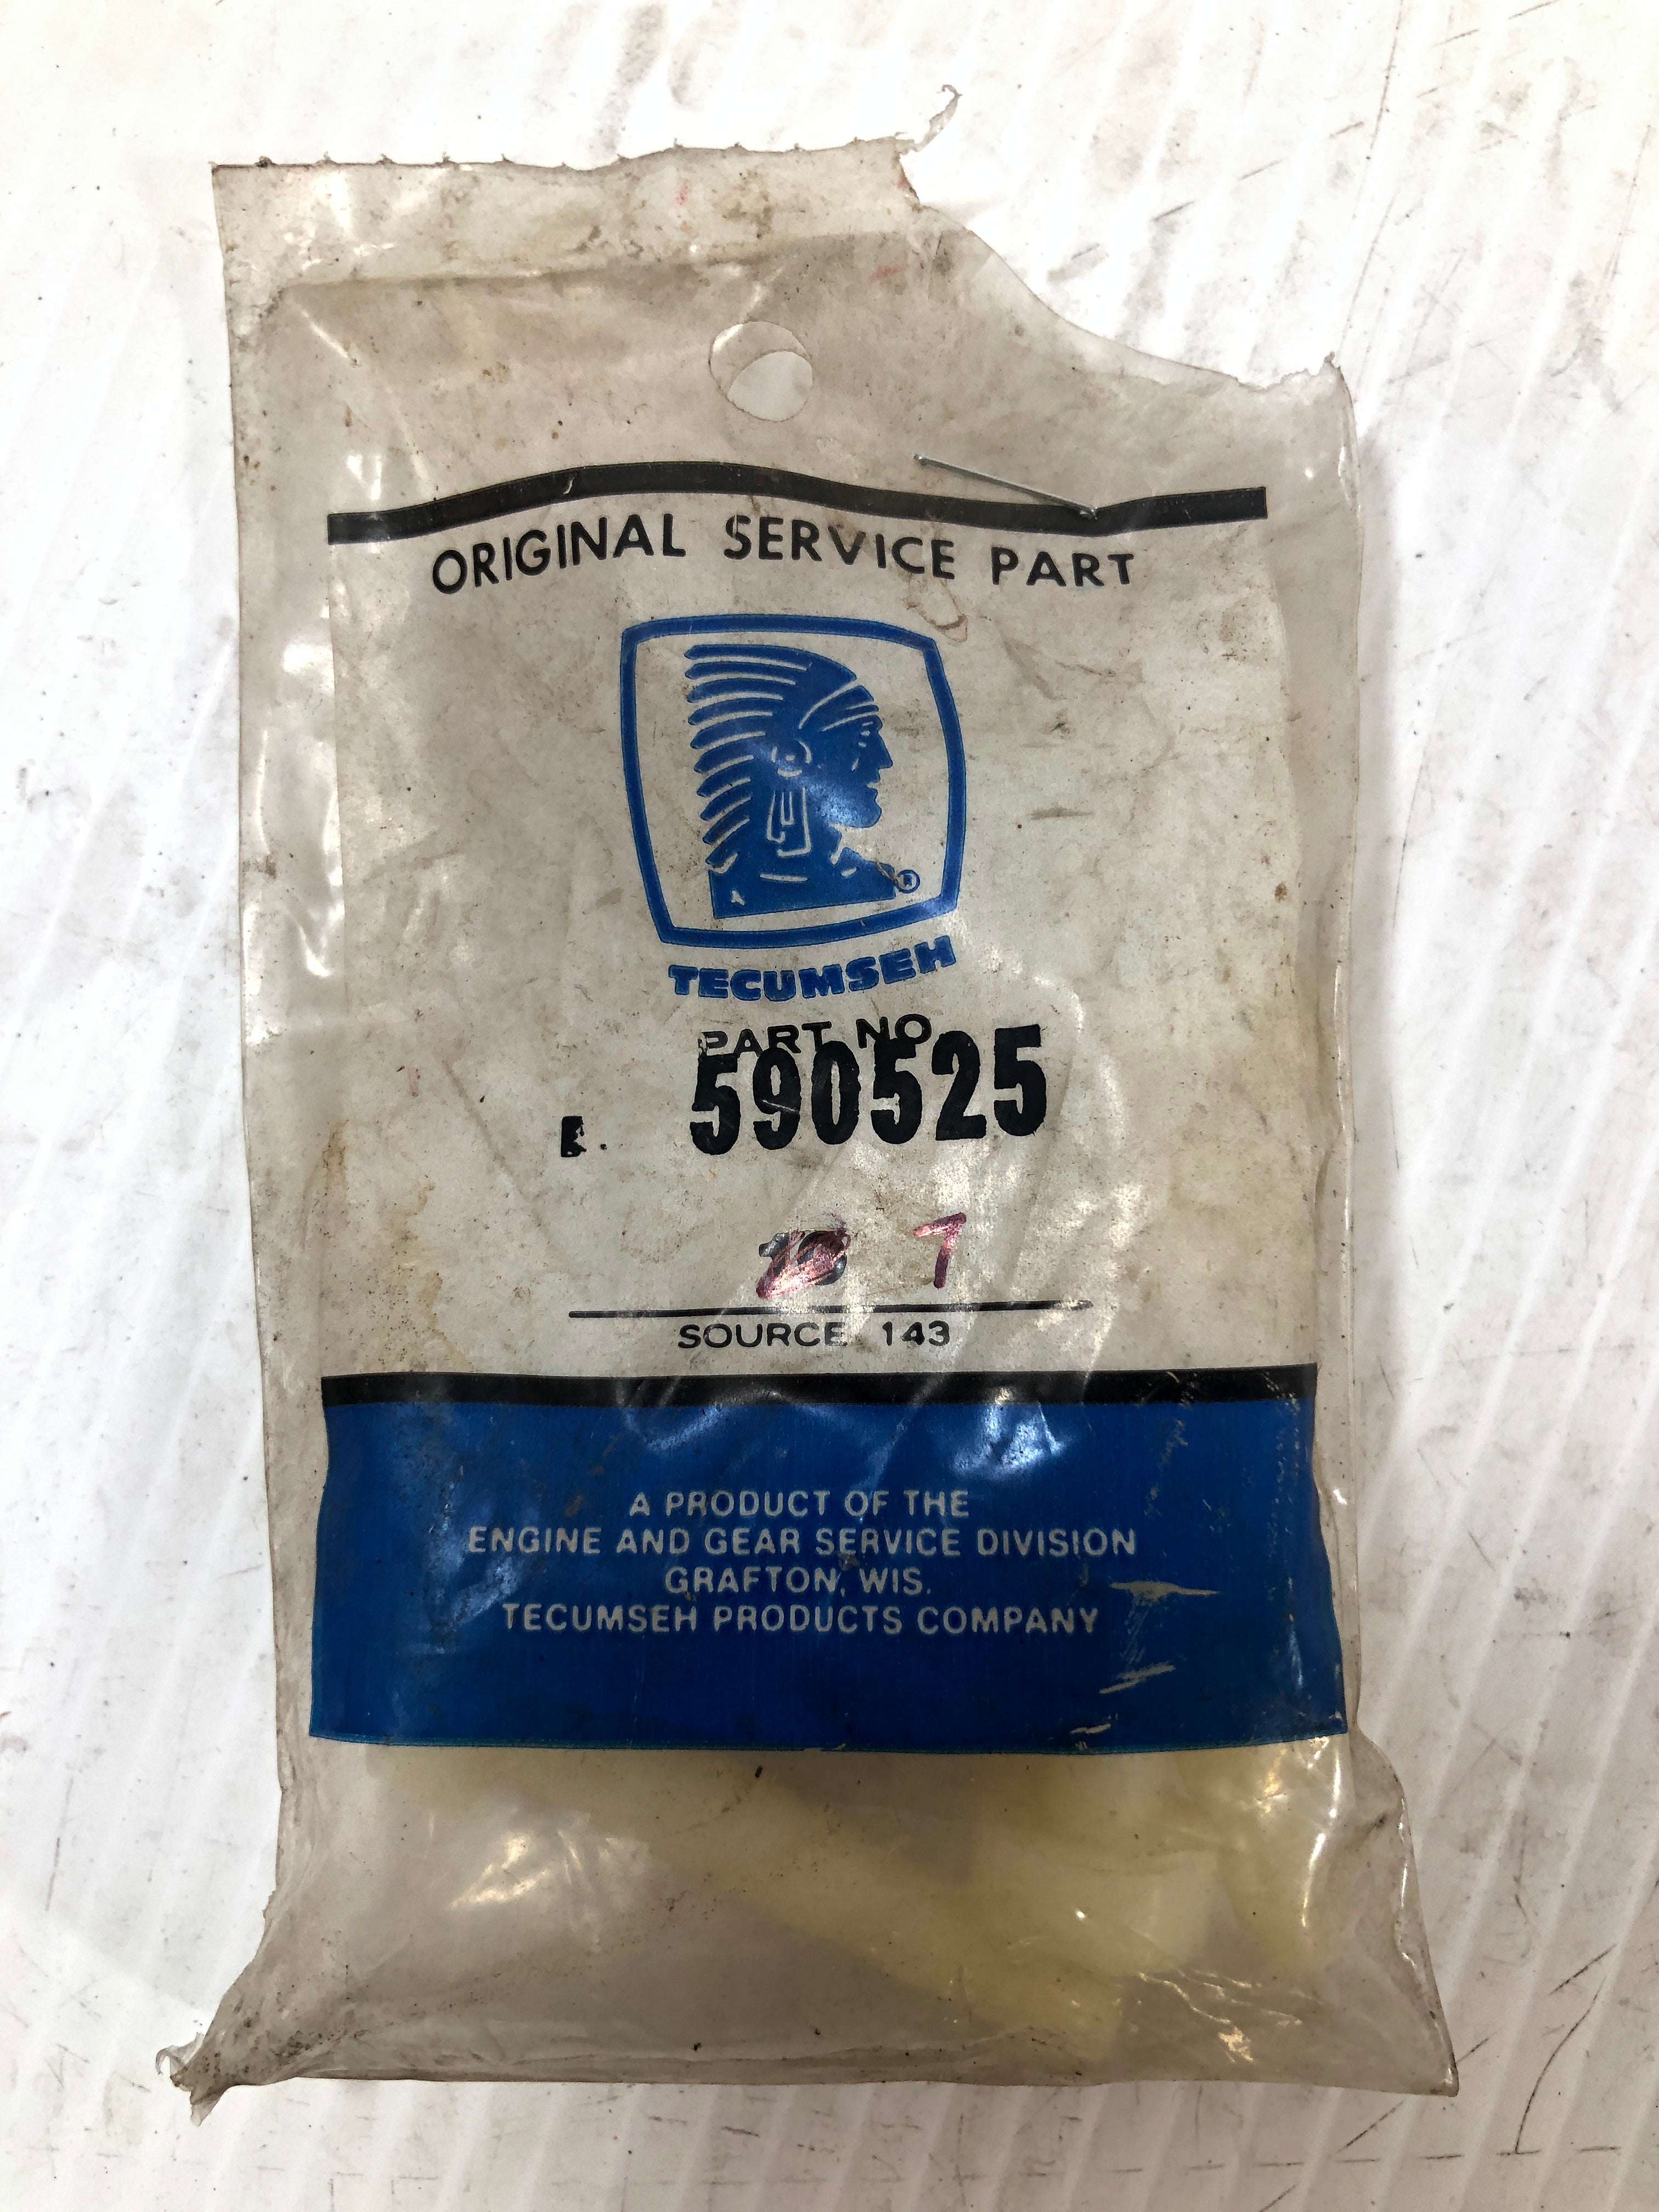 ORIGINAL SERVICE PART
®
TECUMSEH
PART NO
590525
7
SOURCE 143
A PRODUCT OF THE
ENGINE AND GEAR SERVICE DIVISION
GRAFTON, WIS.
TECUMSEH PRODUCTS COMPANY